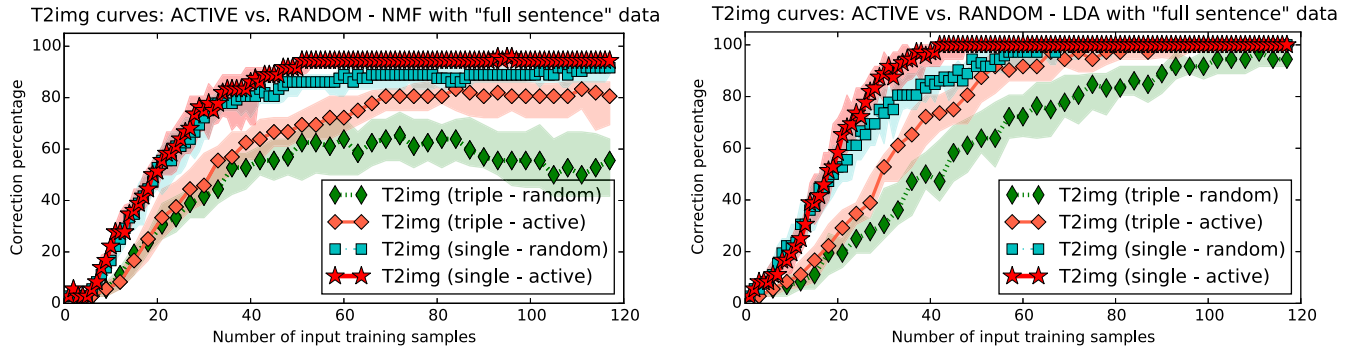 T2img curves: ACTIVE vs. RANDOM - NMF with "full sentence" data
Correction percentage
100
80
60
40
20
0
T2img (triple - random)
T2img (triple - active)
T2img (single - random)
T2img (single - active)
0 20 40 60 80 100 120
Number of input training samples
T2img curves: ACTIVE vs. RANDOM - LDA with "full sentence" data
Correction percentage
100
80
60
40
20
0
T2img (triple - random)
T2img (triple - active)
T2img (single - random)
T2img (single - active)
0 20 40 60 80 100 120
Number of input training samples